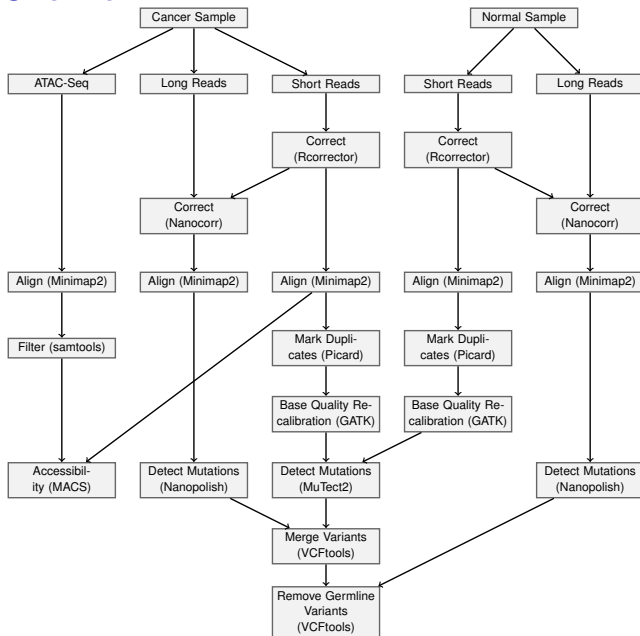 Cancer Sample
Normal Sample
ATAC-Seq
Long Reads
Short Reads
Short Reads
Long Reads
Correct
(Rcorrector)
Correct
(Rcorrector)
Correct
(Nanocorr)
Correct
(Nanocorr)
Align (Minimap2)
Align (Minimap2)
Align (Minimap2)
Align (Minimap2)
Align (Minimap2)
Filter (samtools)
Mark Dupli-
cates (Picard)
Mark Dupli-
cates (Picard)
Base Quality Re-
calibration (GATK)
Base Quality Re-
calibration (GATK)
Accessibil-
ity (MACS)
Detect Mutations
(Nanopolish)
Detect Mutations
(MuTect2)
Detect Mutations
(Nanopolish)
Merge Variants
(VCFtools)
Remove Germline
Variants
(VCFtools)